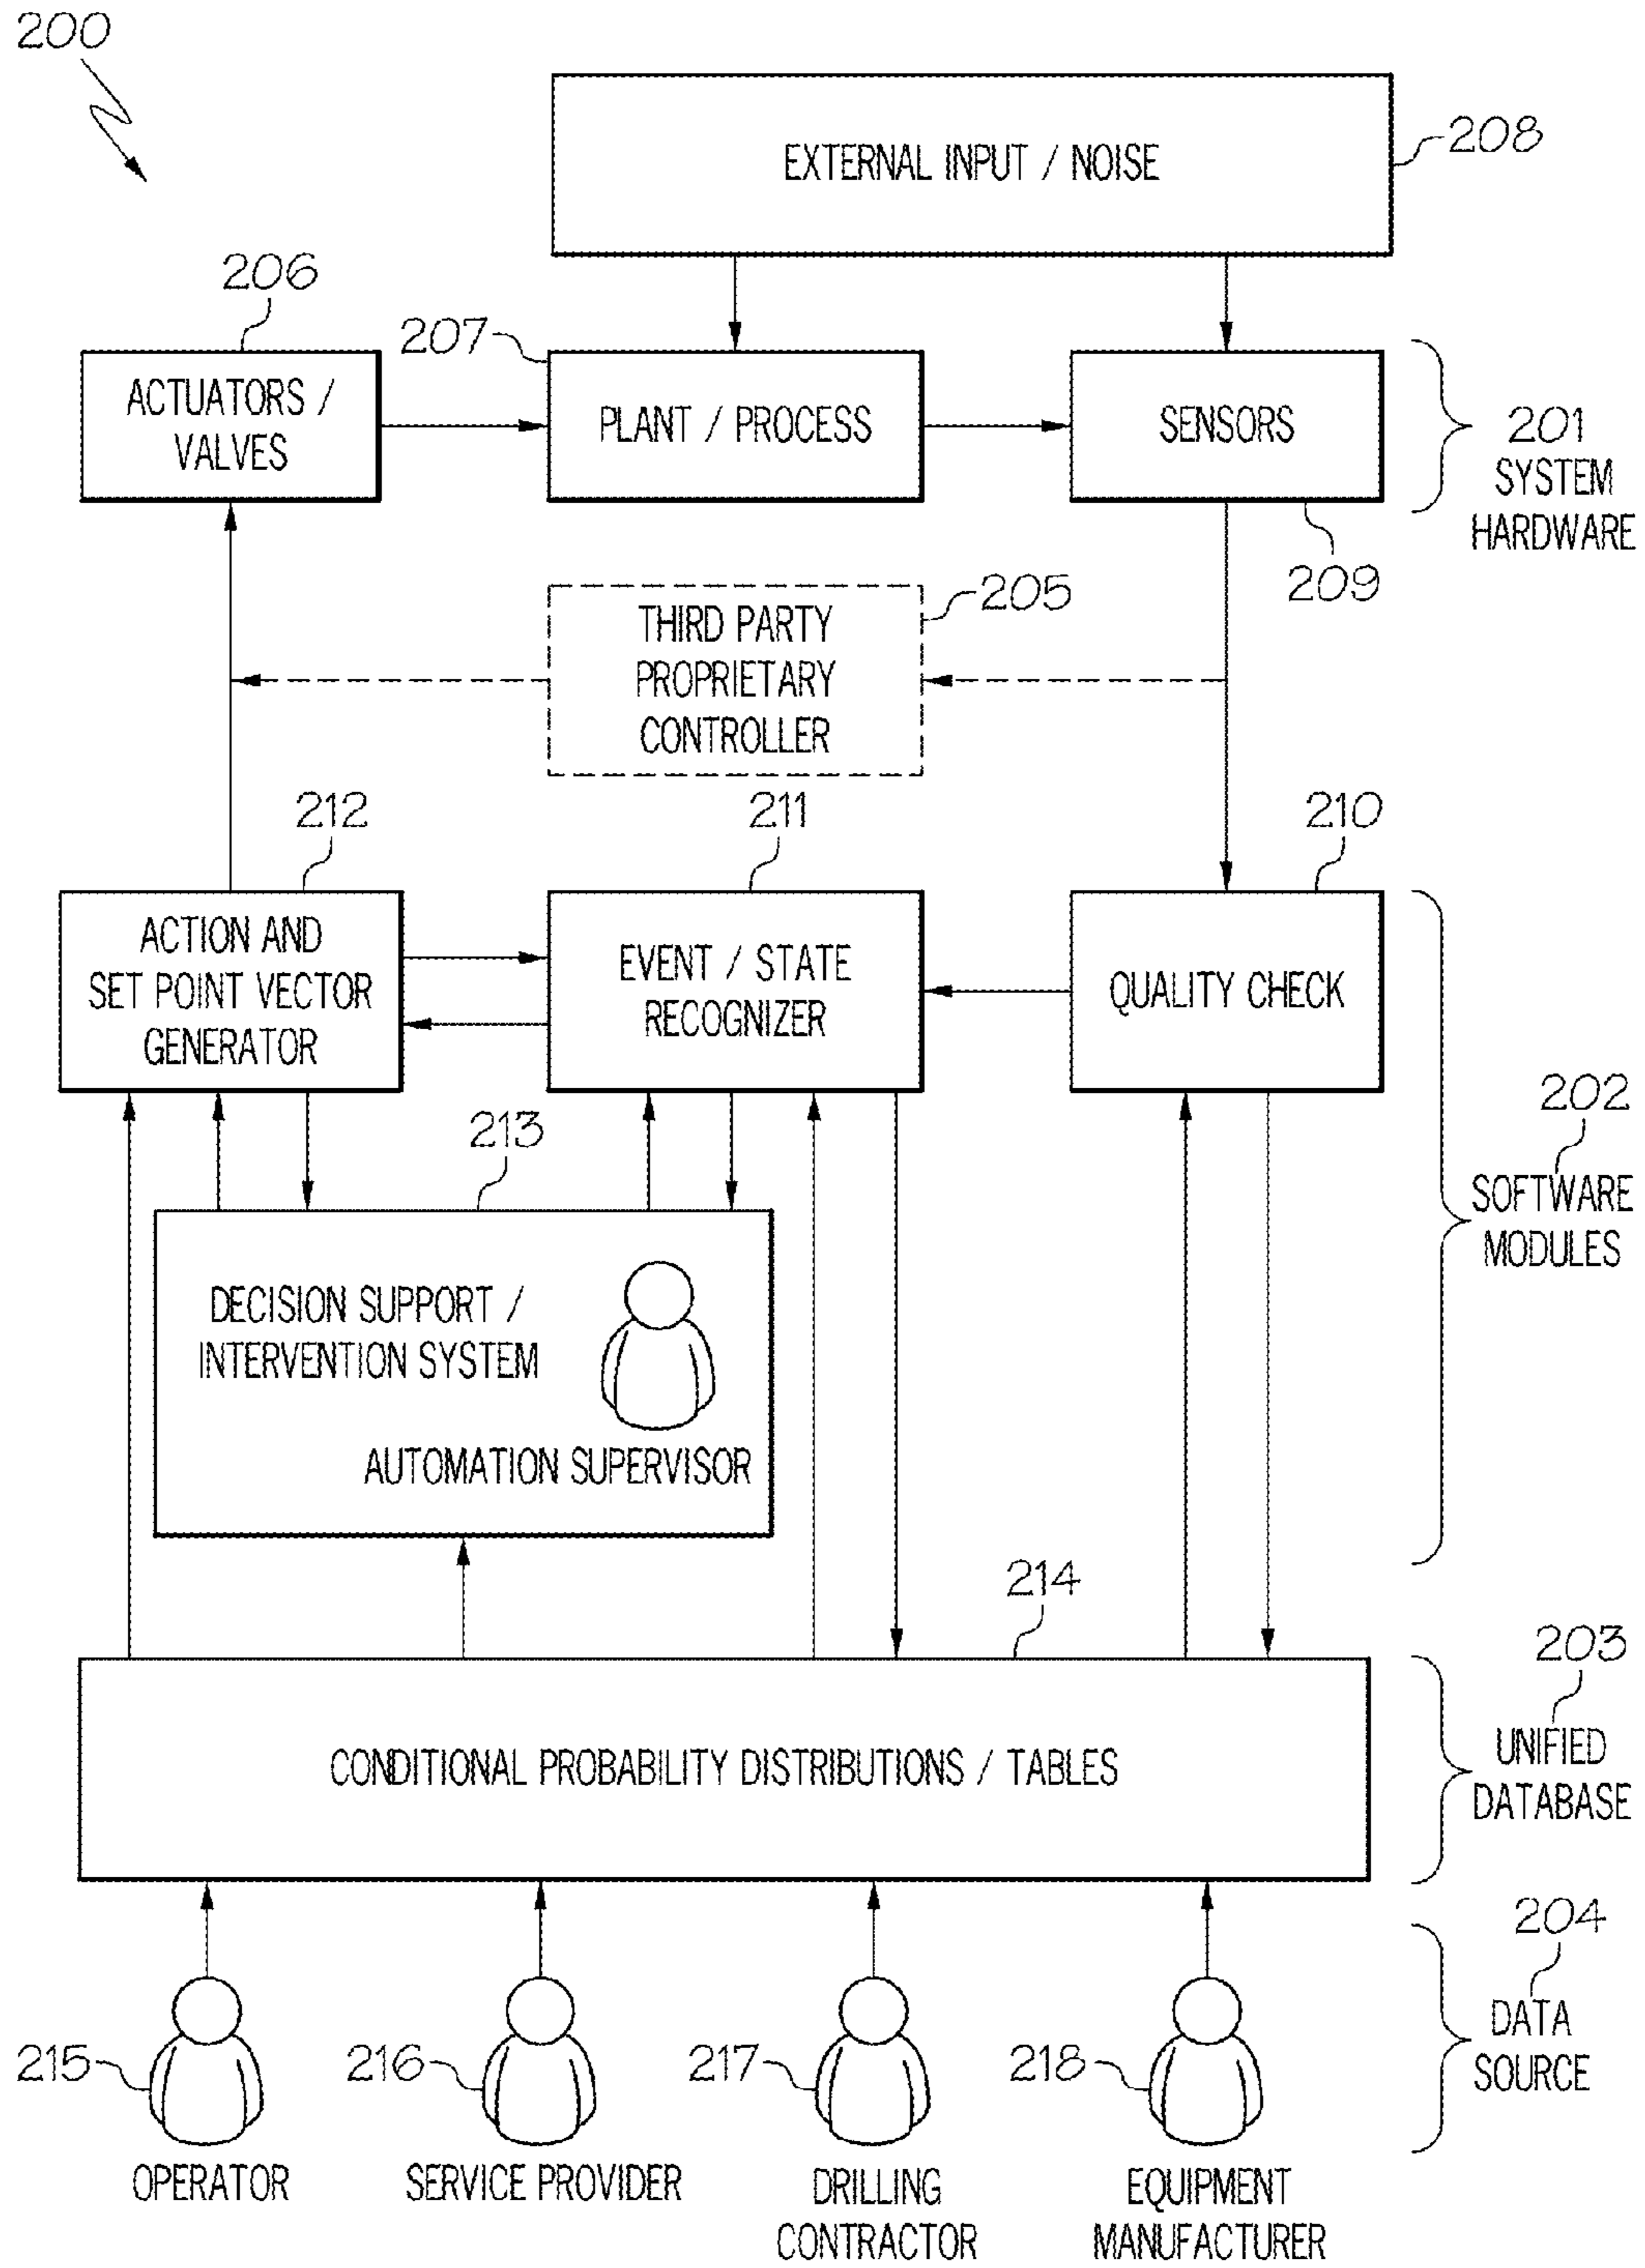 200
EXTERNAL INPUT / NOISE
208
206
207
ACTUATORS /
VALVES
PLANT / PROCESS
SENSORS
201
SYSTEM
HARDWARE
209
205
THIRD PARTY
PROPRIETARY
CONTROLLER
212
211
210
ACTION AND
SET POINT VECTOR
GENERATOR
EVENT / STATE
RECOGNIZER
QUALITY CHECK
202
SOFTWARE
MODULES
213
DECISION SUPPORT /
INTERVENTION SYSTEM
AUTOMATION SUPERVISOR
214
203
UNIFIED
DATABASE
CONDITIONAL PROBABILITY DISTRIBUTIONS / TABLES
204
DATA
SOURCE
215
216
217
218
OPERATOR
SERVICE PROVIDER
DRILLING
CONTRACTOR
EQUIPMENT
MANUFACTURER